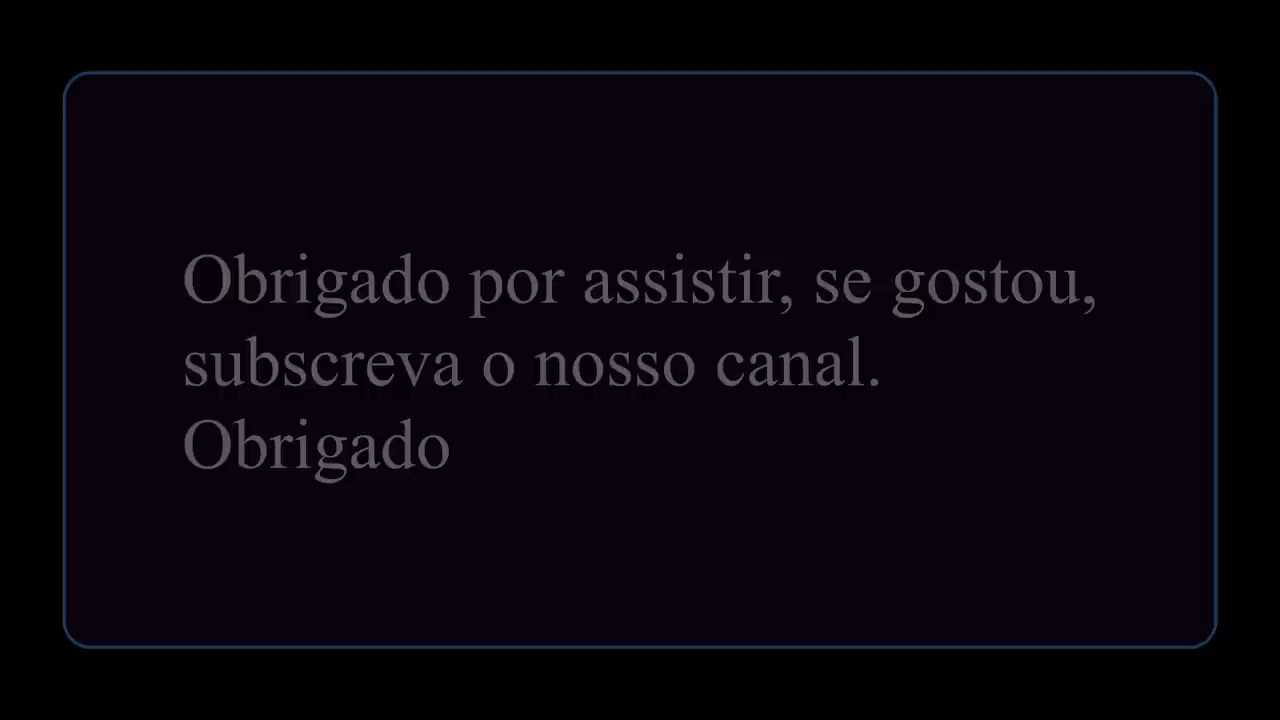 Obrigado por assistir, se gostou,
subscreva o nosso canal.
Obrigado